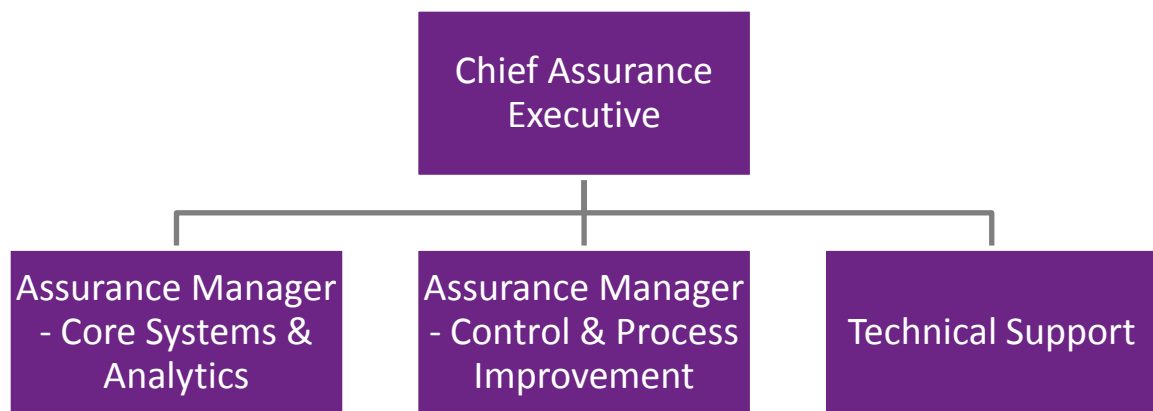 Chief Assurance
Executive
Assurance Manager
- Core Systems &
Analytics
Assurance Manager
- Control & Process
Improvement
Technical Support